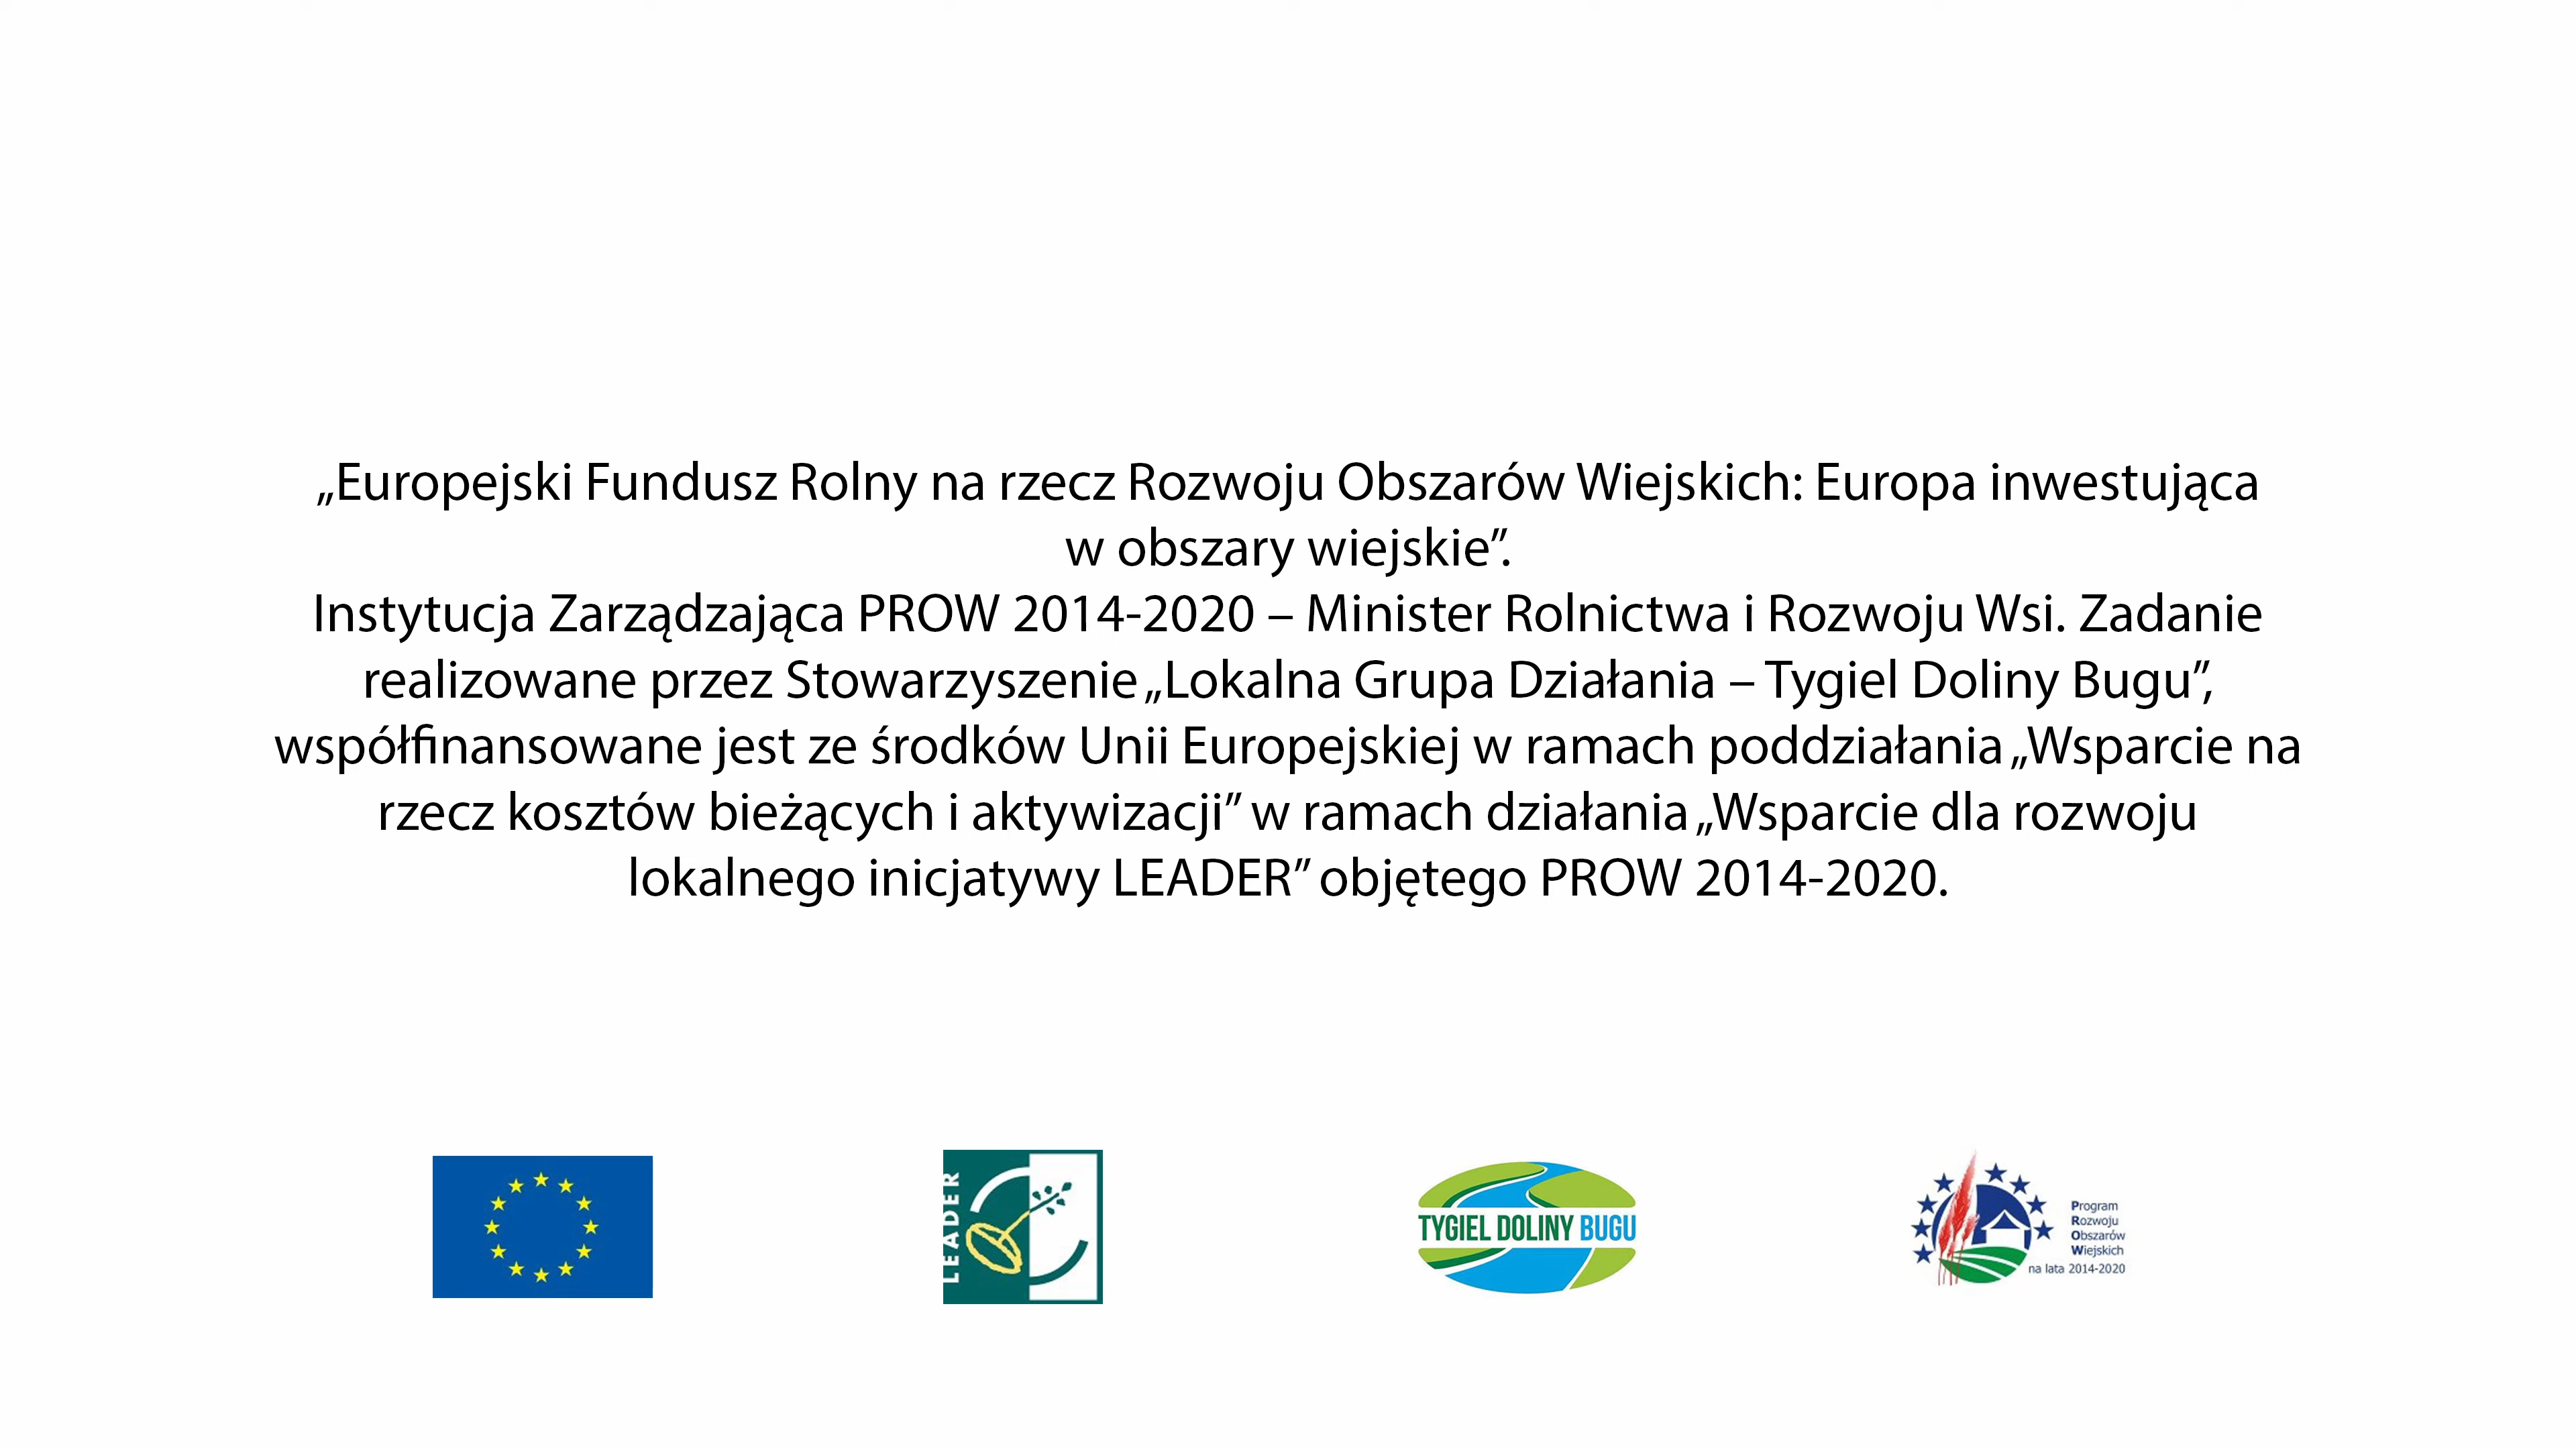 „Europejski Fundusz Rolny na rzecz Rozwoju Obszarów Wiejskich: Europa inwestująca
w obszary wiejskie”.
Instytucja Zarządzająca PROW 2014-2020 – Minister Rolnictwa i Rozwoju Wsi. Zadanie
realizowane przez Stowarzyszenie „Lokalna Grupa Działania – Tygiel Doliny Bugu”,
współfinansowane jest ze środków Unii Europejskiej w ramach poddziałania „Wsparcie na
rzecz kosztów bieżących i aktywizacji” w ramach działania „Wsparcie dla rozwoju
lokalnego inicjatywy LEADER” objętego PROW 2014-2020.
LEADER
TYGIEL DOLINY BUGU
Program
Rozwoju
Obszarów
Wiejskich
na lata 2014-2020